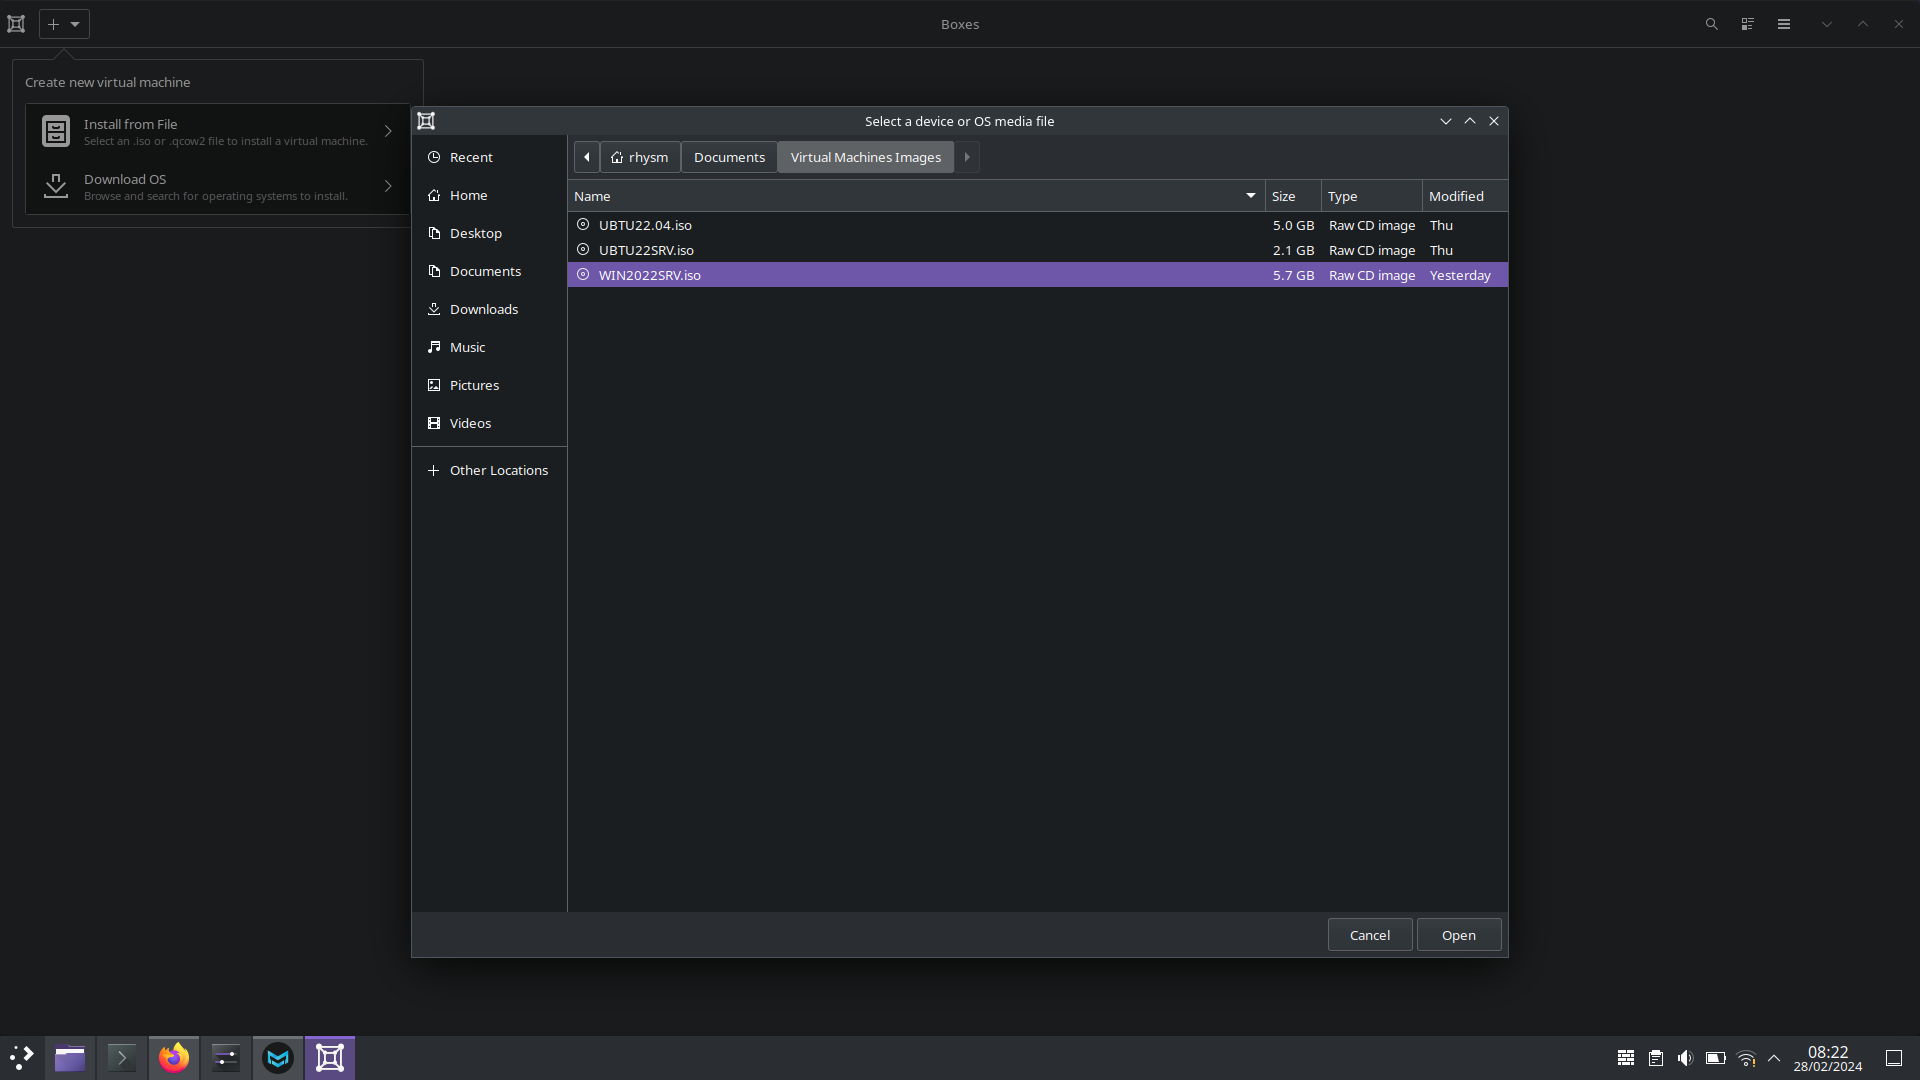 Boxes
Create new virtual machine
Install from File
Select an .iso or .qcow2 file to install a virtual machine.
Download OS
Browse and search for operating systems to install.
Select a device or OS media file
Recent
Home
Desktop
Documents
Downloads
Music
Pictures
Videos
Other Locations
rhysm Documents Virtual Machines Images
Name Size Type Modified
UBTU22.04.iso 5.0 GB Raw CD image Thu
UBTU22SRV.iso 2.1 GB Raw CD image Thu
WIN2022SRV.iso 5.7 GB Raw CD image Yesterday
Cancel Open
08:22
28/02/2024